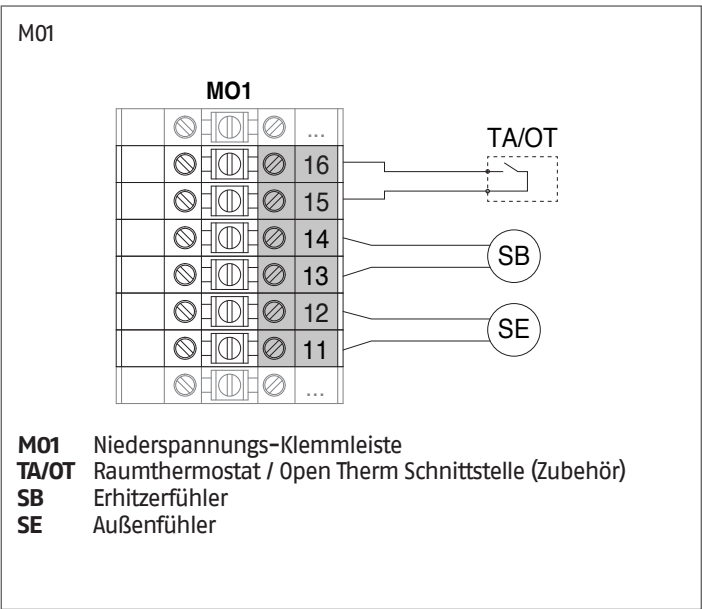 M01
MO1
...
TA/OT
16
15
14
SB
13
12
SE
11
...
MO1 Niederspannungs-Klemmleiste
TA/OT Raumthermostat / Open Therm Schnittstelle (Zubehör)
SB Erhitzerfühler
SE Außenfühler